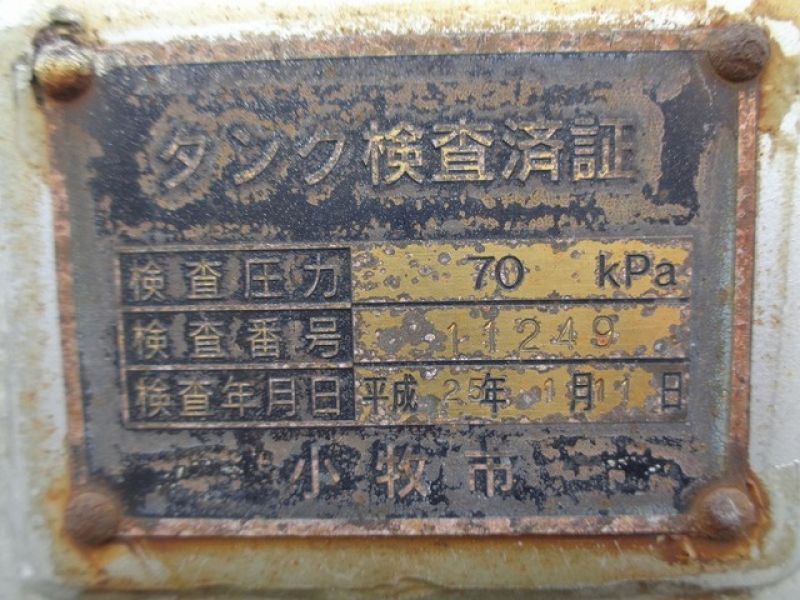 タンク検査済証
検査圧力 70 kPa
検査番号 11249
検査年月日 平成 25年 1月11日
小牧市